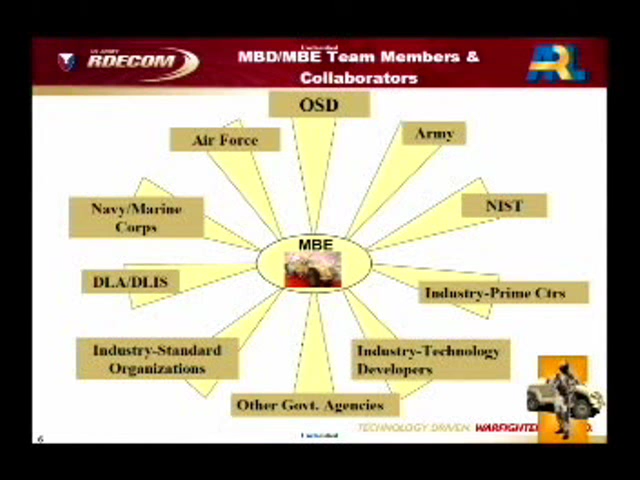 Unclassified
U.S. ARMY
RDECOM
MBD/MBE Team Members &
Collaborators
ARL
OSD
Air Force
Army
Navy/Marine
Corps
NIST
MBE
DLA/DLIS
Industry-Prime Ctrs
Industry-Standard
Organizations
Industry-Technology
Developers
Other Govt. Agencies
TECHNOLOGY DRIVEN. WARFIGHTER
6
Unclassified